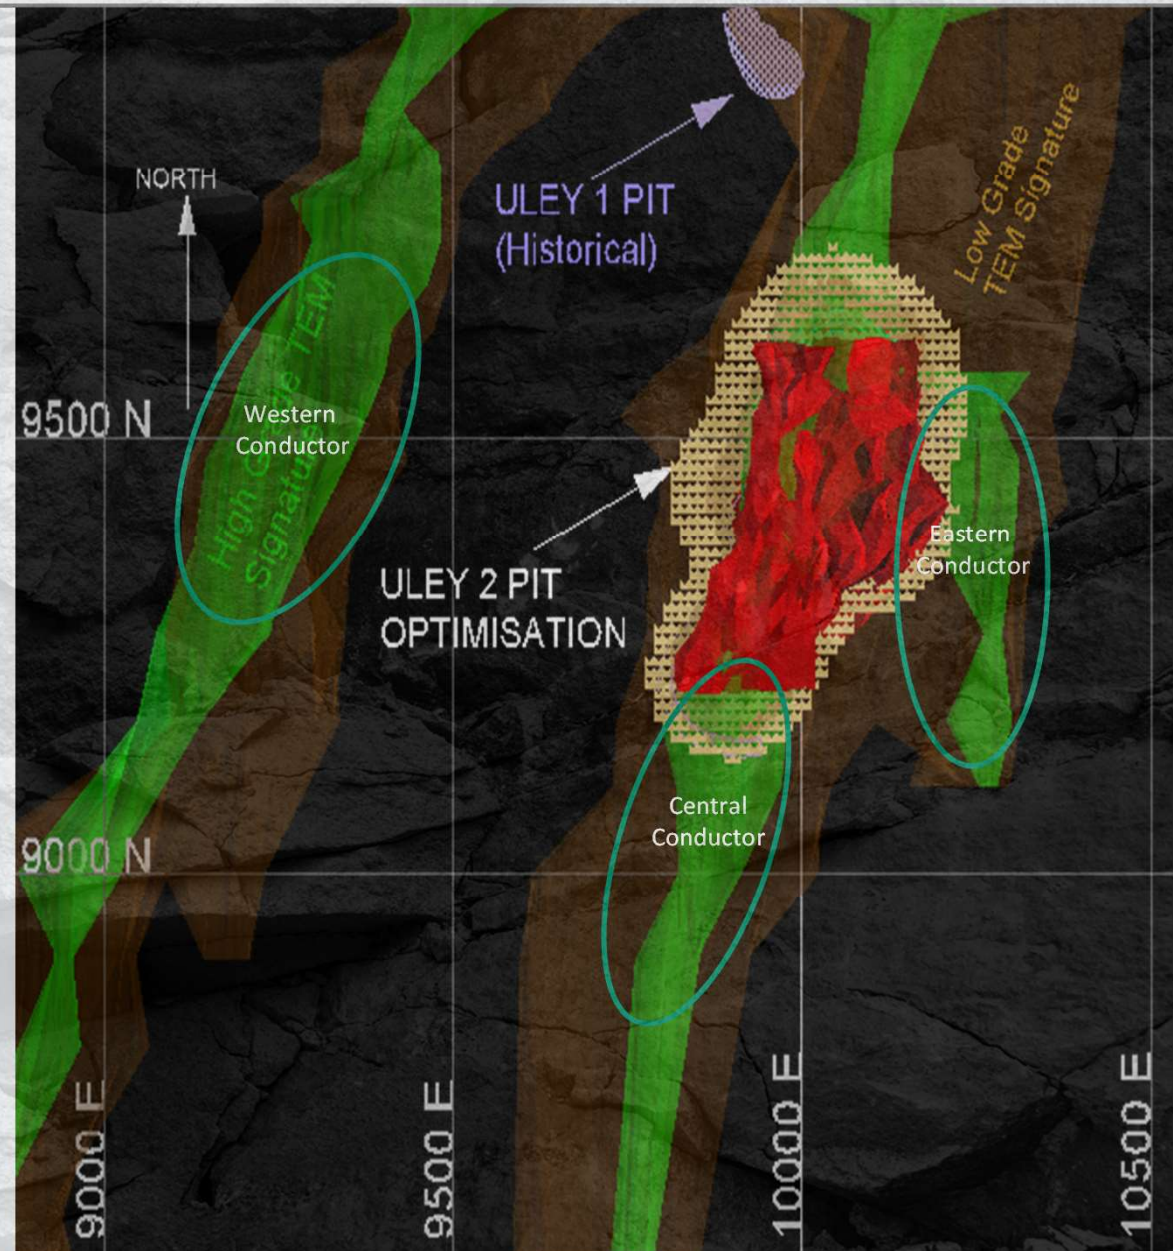 NORTH
ULEY 1 PIT
(Historical)
Low Grade
TEM Signature
9500 N
High Grade TEM
Signature
Western
Conductor
ULEY 2 PIT
OPTIMISATION
Eastern
Conductor
Central
Conductor
9000 N
9000 E
9500 E
10000 E
10500 E